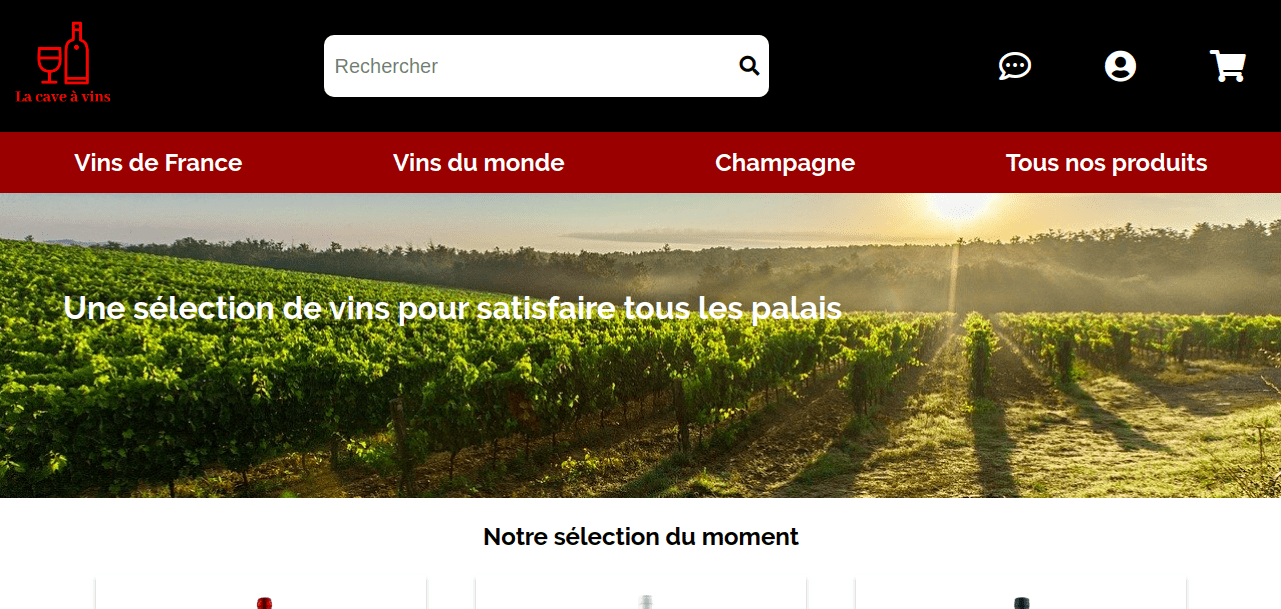 La cave à vins
Rechercher
Vins de France
Vins du monde
Champagne
Tous nos produits
Une sélection de vins pour satisfaire tous les palais
Notre sélection du moment